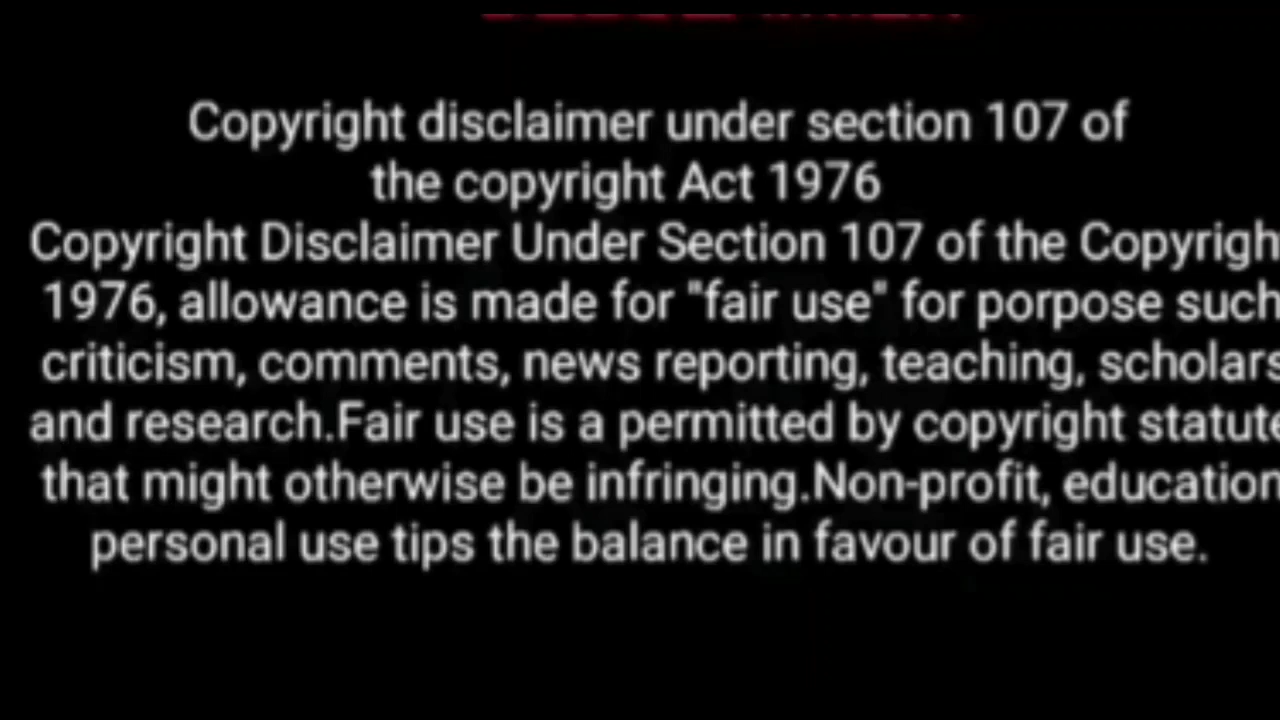 Copyright disclaimer under section 107 of
the copyright Act 1976
Copyright Disclaimer Under Section 107 of the Copyrigh
1976, allowance is made for "fair use" for porpose such
criticism, comments, news reporting, teaching, scholars
and research.Fair use is a permitted by copyright statute
that might otherwise be infringing.Non-profit, education
personal use tips the balance in favour of fair use.